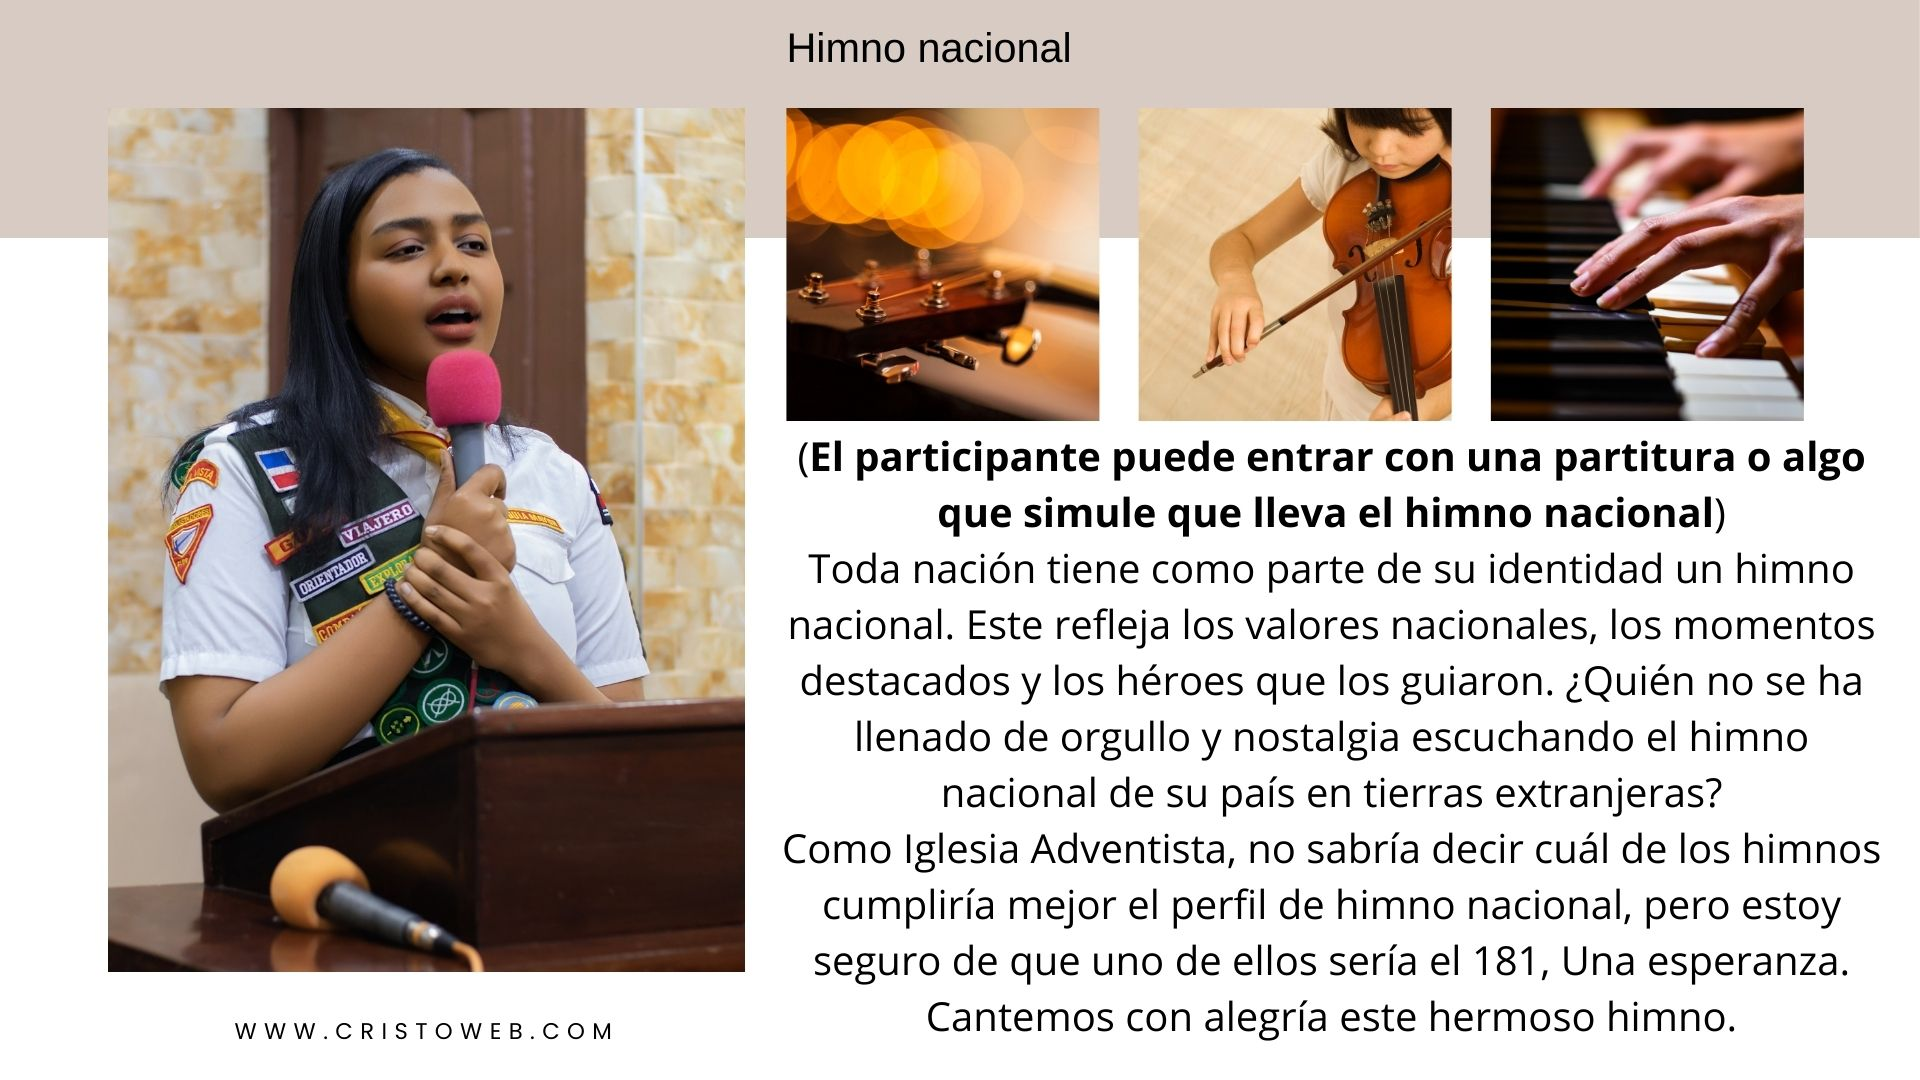 Himno nacional
VISTA
VIAJERO
ORIENTADOR
(El participante puede entrar con una partitura o algo
que simule que lleva el himno nacional)
Toda nación tiene como parte de su identidad un himno
nacional. Este refleja los valores nacionales, los momentos
destacados y los héroes que los guiaron. ¿Quién no se ha
llenado de orgullo y nostalgia escuchando el himno
nacional de su país en tierras extranjeras?
Como Iglesia Adventista, no sabría decir cuál de los himnos
cumpliría mejor el perfil de himno nacional, pero estoy
seguro de que uno de ellos sería el 181, Una esperanza.
Cantemos con alegría este hermoso himno.
WWW.CRISTOWEB.COM